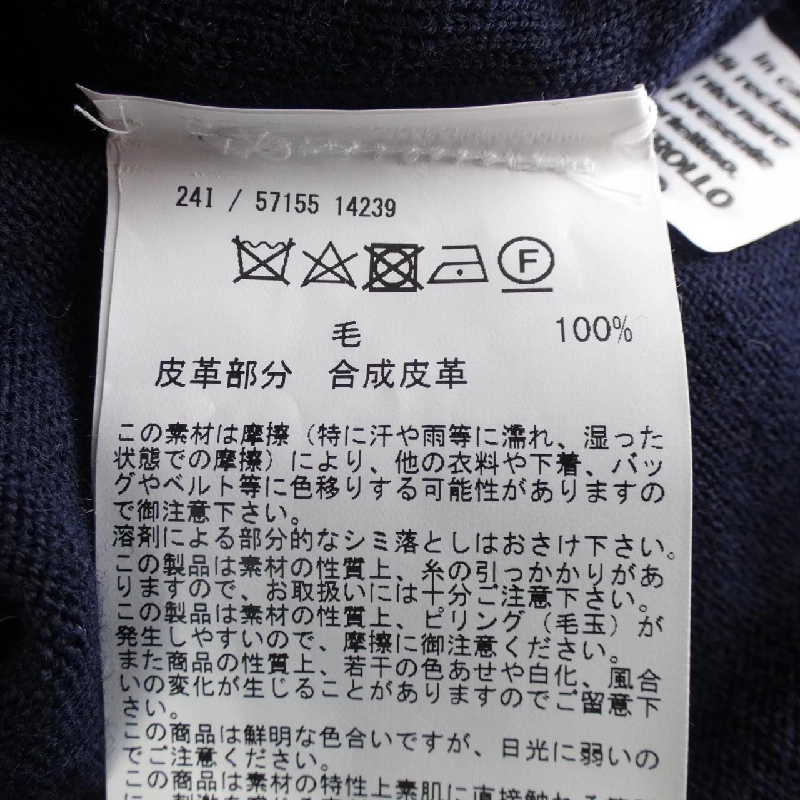 24I / 57155 14239
F
毛 100%
皮革部分 合成皮革
この素材は摩擦（特に汗や雨等に濡れ、湿った
状態での摩擦）により、他の衣料や下着、バッ
グやベルト等に色移りする可能性がありますの
で御注意下さい。
溶剤による部分的なシミ落としはおさけ下さい。
この製品は素材の性質上、糸の引っかかりがあ
りますので、お取扱いには十分ご注意下さい。
この製品は素材の性質上、ピリング（毛玉）が
発生しやすいので、摩擦に御注意ください。
また商品の性質上、若干の色あせや白化、風合
いの変化が生じることがありますのでご留意下
さい。
この商品は鮮明な色合いですが、日光に弱いの
でご注意ください。
この商品は素材の特性上素肌に直接触れる
in ca
di recla
ritornare
il presente
cartellino.